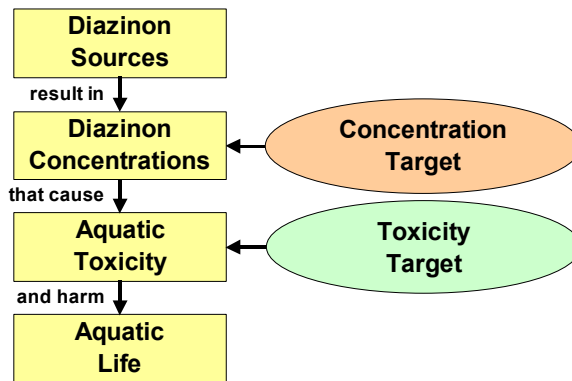 Diazinon
Sources
result in
Diazinon
Concentrations
Concentration
Target
that cause
Aquatic
Toxicity
Toxicity
Target
and harm
Aquatic
Life